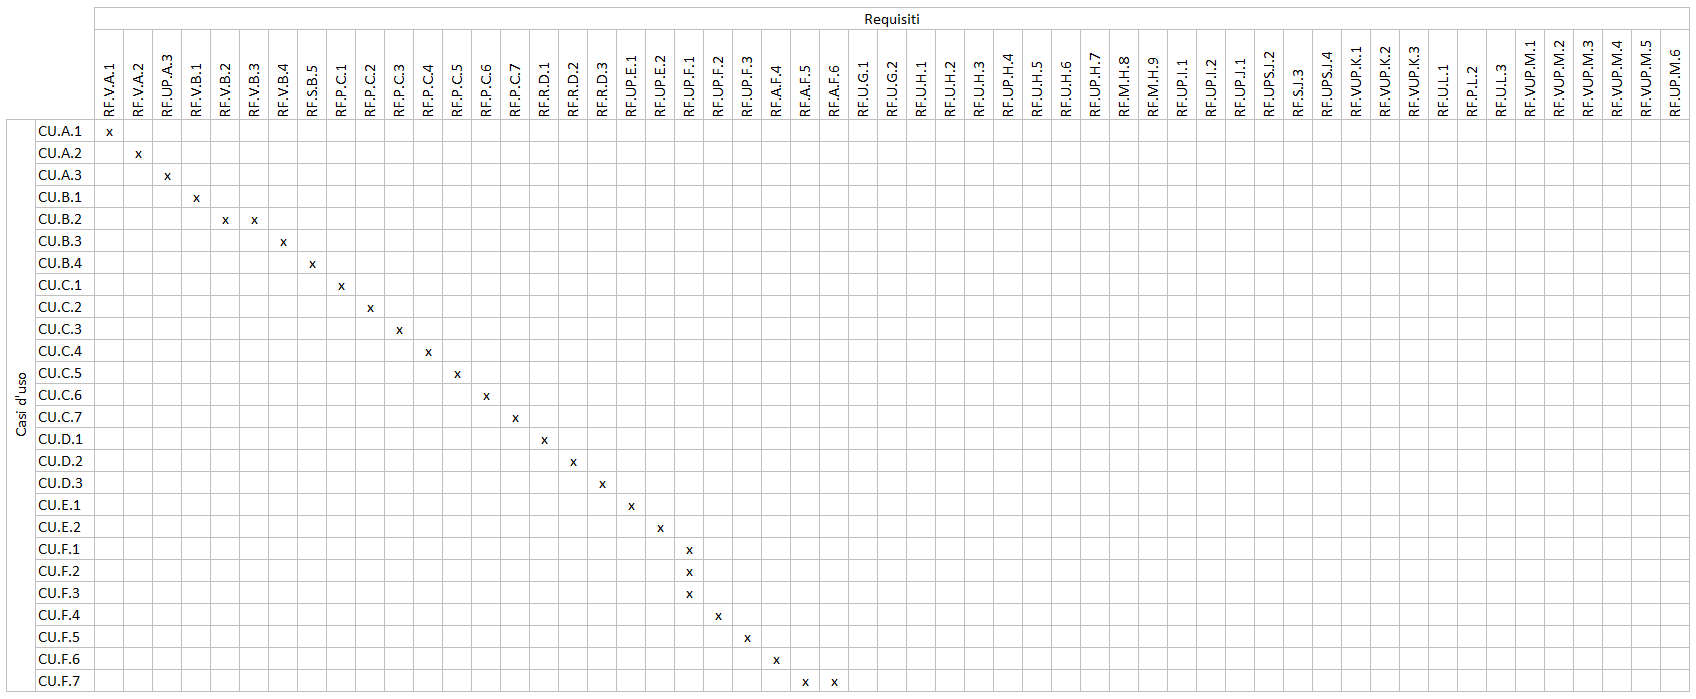 Requisiti
RF.V.A.1 RF.V.A.2 RF.UP.A.3 RF.V.B.1 RF.V.B.2 RF.V.B.3 RF.V.B.4 RF.S.B.5 RF.P.C.1 RF.P.C.2 RF.P.C.3 RF.P.C.4 RF.P.C.5 RF.P.C.6 RF.P.C.7 RF.R.D.1 RF.R.D.2 RF.R.D.3 RF.UP.E.1 RF.UP.E.2 RF.UP.F.1 RF.UP.F.2 RF.UP.F.3 RF.A.F.4 RF.A.F.5 RF.A.F.6 RF.U.G.1 RF.U.G.2 RF.U.H.1 RF.U.H.2 RF.U.H.3 RF.UP.H.4 RF.U.H.5 RF.U.H.6 RF.UP.H.7 RF.M.H.8 RF.M.H.9 RF.UP.I.1 RF.UP.I.2 RF.UP.J.1 RF.UPS.J.2 RF.S.J.3 RF.UPS.J.4 RF.VUP.K.1 RF.VUP.K.2 RF.VUP.K.3 RF.U.L.1 RF.P.L.2 RF.U.L.3 RF.VUP.M.1 RF.VUP.M.2 RF.VUP.M.3 RF.VUP.M.4 RF.VUP.M.5 RF.UP.M.6
Casi d'uso
CU.A.1 x
CU.A.2 x
CU.A.3 x
CU.B.1 x
CU.B.2 x x
CU.B.3 x
CU.B.4 x
CU.C.1 x
CU.C.2 x
CU.C.3 x
CU.C.4 x
CU.C.5 x
CU.C.6 x
CU.C.7 x
CU.D.1 x
CU.D.2 x
CU.D.3 x
CU.E.1 x
CU.E.2 x
CU.F.1 x
CU.F.2 x
CU.F.3 x
CU.F.4 x
CU.F.5 x
CU.F.6 x
CU.F.7 x x